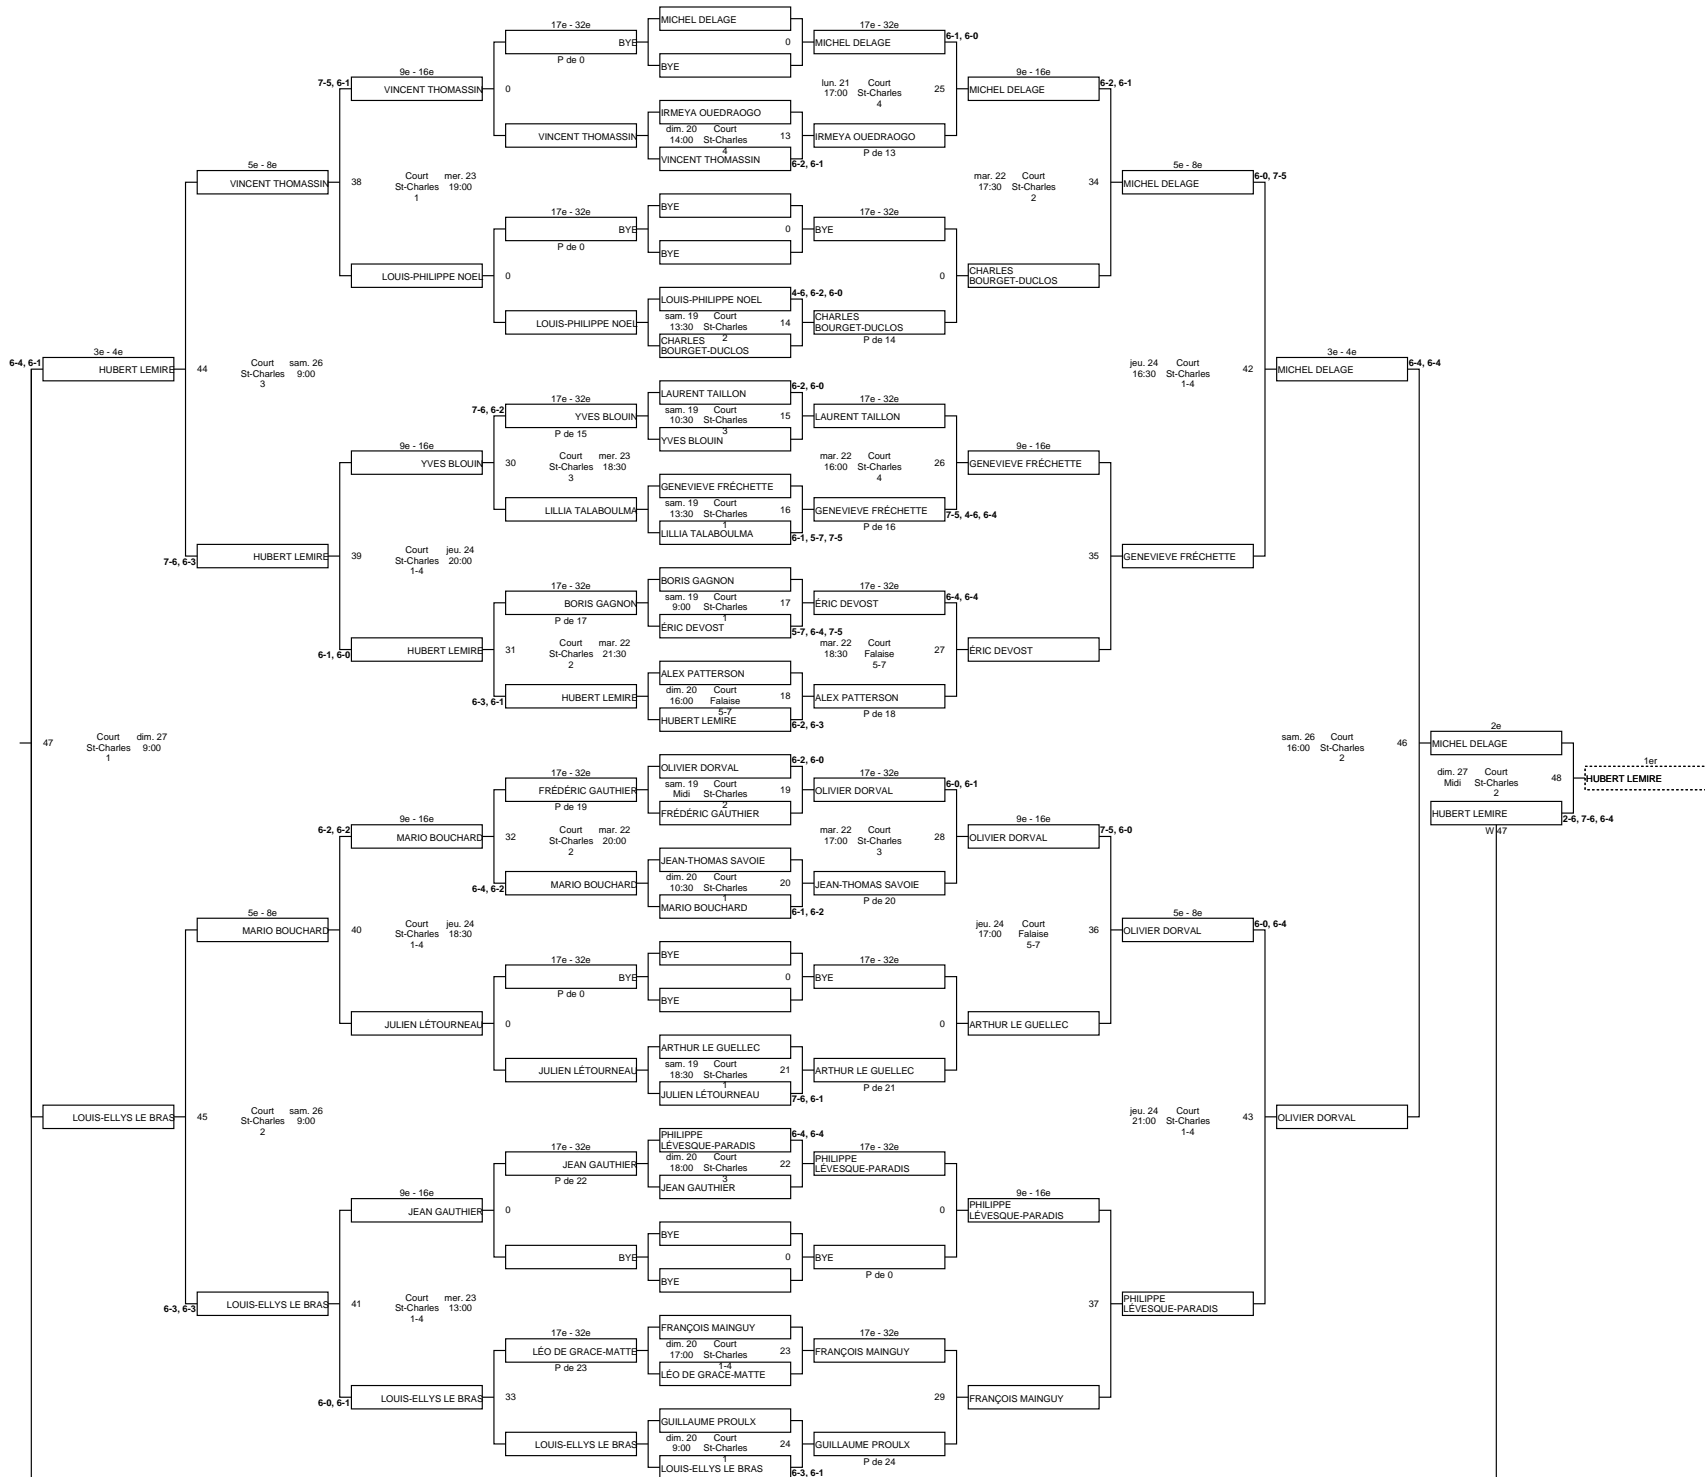 17e - 32e
MICHEL DELAGE
17e - 32e
6-1, 6-0
BYE
0
MICHEL DELAGE
P de 0
BYE
9e - 16e
7-5, 6-1
VINCENT THOMASSIN
0
lun. 21 Court
17:00 St-Charles
4
25
9e - 16e
MICHEL DELAGE
6-2, 6-1
IRMEYA OUEDRAOGO
VINCENT THOMASSIN
dim. 20 Court
14:00 St-Charles
4
13
IRMEYA OUEDRAOGO
P de 13
VINCENT THOMASSIN
6-2, 6-1
5e - 8e
VINCENT THOMASSIN
38
Court mer. 23
St-Charles 19:00
1
mar. 22 Court
17:30 St-Charles
2
34
5e - 8e
MICHEL DELAGE
6-0, 7-5
17e - 32e
BYE
17e - 32e
BYE
0
BYE
P de 0
BYE
LOUIS-PHILIPPE NOEL
0
0
CHARLES
BOURGET-DUCLOS
LOUIS-PHILIPPE NOEL
4-6, 6-2, 6-0
LOUIS-PHILIPPE NOEL
sam. 19 Court
13:30 St-Charles
2
14
CHARLES
BOURGET-DUCLOS
P de 14
CHARLES
BOURGET-DUCLOS
3e - 4e
6-4, 6-1
HUBERT LEMIRE
44
Court sam. 26
St-Charles 9:00
3
jeu. 24 Court
16:30 St-Charles
1-4
42
3e - 4e
MICHEL DELAGE
6-4, 6-4
17e - 32e
LAURENT TAILLON
6-2, 6-0
17e - 32e
7-6, 6-2
YVES BLOUIN
P de 15
sam. 19 Court
10:30 St-Charles
3
15
LAURENT TAILLON
YVES BLOUIN
9e - 16e
YVES BLOUIN
30
Court mer. 23
St-Charles 18:30
3
mar. 22 Court
16:00 St-Charles
4
26
9e - 16e
GENEVIEVE FRÉCHETTE
GENEVIEVE FRÉCHETTE
LILLIA TALABOULMA
sam. 19 Court
13:30 St-Charles
1
16
GENEVIEVE FRÉCHETTE
7-5, 4-6, 6-4
P de 16
LILLIA TALABOULMA
6-1, 5-7, 7-5
7-6, 6-3
HUBERT LEMIRE
39
Court jeu. 24
St-Charles 20:00
1-4
35
GENEVIEVE FRÉCHETTE
17e - 32e
BORIS GAGNON
17e - 32e
BORIS GAGNON
P de 17
sam. 19 Court
9:00 St-Charles
1
17
ÉRIC DEVOST
6-4, 6-4
ÉRIC DEVOST
5-7, 6-4, 7-5
6-1, 6-0
HUBERT LEMIRE
31
Court mar. 22
St-Charles 21:30
2
mar. 22 Court
18:30 Falaise
5-7
27
ÉRIC DEVOST
ALEX PATTERSON
6-3, 6-1
HUBERT LEMIRE
dim. 20 Court
16:00 Falaise
5-7
18
ALEX PATTERSON
P de 18
HUBERT LEMIRE
6-2, 6-3
47
Court dim. 27
St-Charles 9:00
1
sam. 26 Court
16:00 St-Charles
2
46
2e
MICHEL DELAGE
dim. 27 Court
Midi St-Charles
2
48
1er
HUBERT LEMIRE
HUBERT LEMIRE
2-6, 7-6, 6-4
W 47
17e - 32e
OLIVIER DORVAL
6-2, 6-0
17e - 32e
FRÉDÉRIC GAUTHIER
P de 19
sam. 19 Court
Midi St-Charles
2
19
OLIVIER DORVAL
6-0, 6-1
FRÉDÉRIC GAUTHIER
9e - 16e
6-2, 6-2
MARIO BOUCHARD
32
Court mar. 22
St-Charles 20:00
2
mar. 22 Court
17:00 St-Charles
3
28
9e - 16e
OLIVIER DORVAL
7-5, 6-0
JEAN-THOMAS SAVOIE
6-4, 6-2
MARIO BOUCHARD
dim. 20 Court
10:30 St-Charles
1
20
JEAN-THOMAS SAVOIE
P de 20
MARIO BOUCHARD
6-1, 6-2
5e - 8e
MARIO BOUCHARD
40
Court jeu. 24
St-Charles 18:30
1-4
jeu. 24 Court
17:00 Falaise
5-7
36
5e - 8e
OLIVIER DORVAL
6-0, 6-4
17e - 32e
BYE
17e - 32e
BYE
0
BYE
P de 0
BYE
JULIEN LÉTOURNEAU
0
0
ARTHUR LE GUELLEC
ARTHUR LE GUELLEC
JULIEN LÉTOURNEAU
sam. 19 Court
18:30 St-Charles
1
21
ARTHUR LE GUELLEC
P de 21
JULIEN LÉTOURNEAU
7-6, 6-1
LOUIS-ELLYS LE BRAS
45
Court sam. 26
St-Charles 9:00
2
jeu. 24 Court
21:00 St-Charles
1-4
43
OLIVIER DORVAL
17e - 32e
PHILIPPE
LÉVESQUE-PARADIS
6-4, 6-4
17e - 32e
JEAN GAUTHIER
P de 22
dim. 20 Court
18:00 St-Charles
3
22
PHILIPPE
LÉVESQUE-PARADIS
JEAN GAUTHIER
9e - 16e
JEAN GAUTHIER
0
0
9e - 16e
PHILIPPE
LÉVESQUE-PARADIS
BYE
BYE
0
BYE
P de 0
BYE
6-3, 6-3
LOUIS-ELLYS LE BRAS
41
Court mer. 23
St-Charles 13:00
1-4
37
PHILIPPE
LÉVESQUE-PARADIS
17e - 32e
FRANÇOIS MAINGUY
17e - 32e
LÉO DE GRACE-MATTE
P de 23
dim. 20 Court
17:00 St-Charles
1-4
23
FRANÇOIS MAINGUY
LÉO DE GRACE-MATTE
6-0, 6-1
LOUIS-ELLYS LE BRAS
33
29
FRANÇOIS MAINGUY
GUILLAUME PROULX
LOUIS-ELLYS LE BRAS
dim. 20 Court
9:00 St-Charles
1
24
GUILLAUME PROULX
P de 24
LOUIS-ELLYS LE BRAS
6-3, 6-1